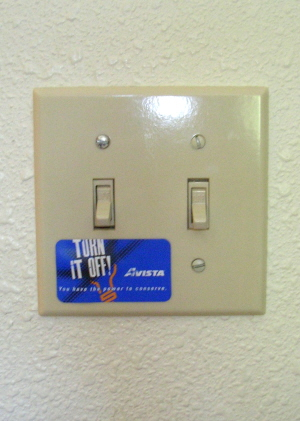 TURN
IT OFF!
AVISTA
You have the power to conserve.